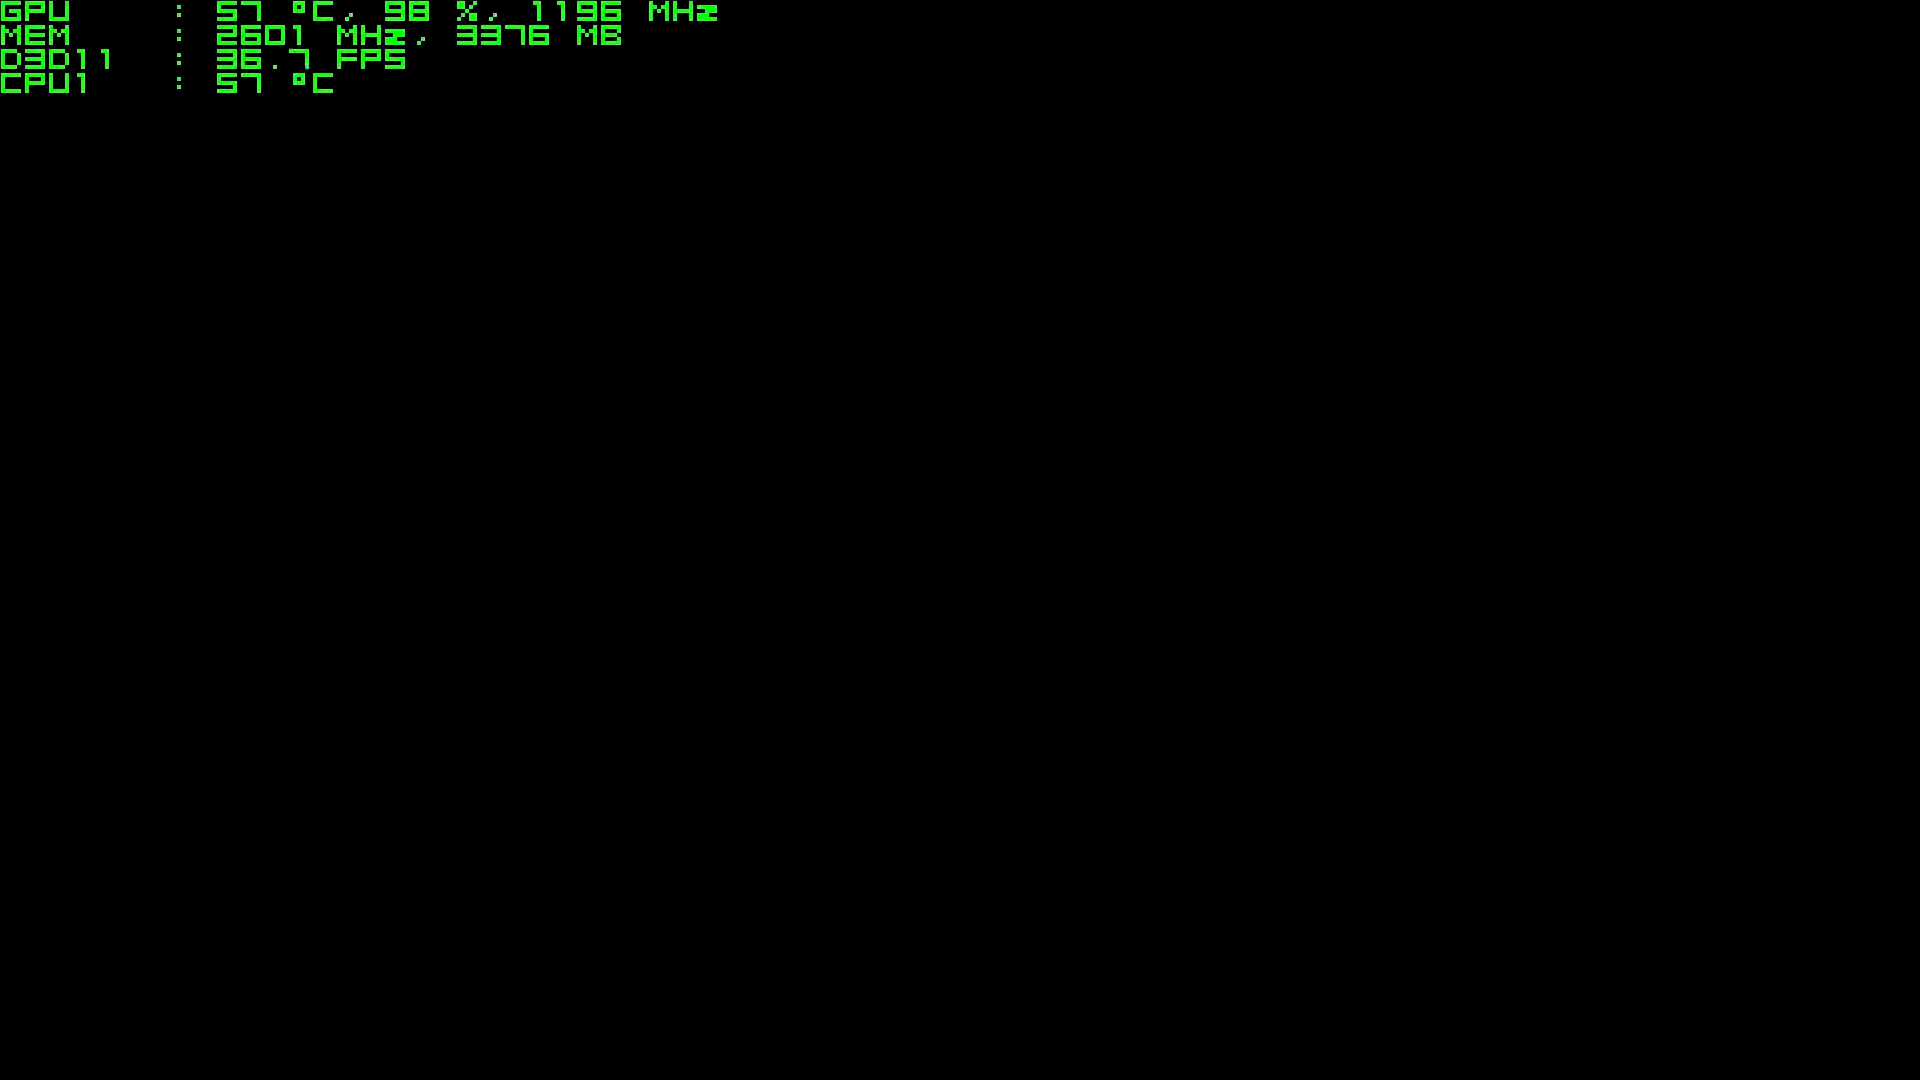 GPU : 57 °C, 98 %, 1196 MHz
MEM : 2601 MHz, 3376 MB
D3D11 : 36.7 FPS
CPU1 : 57 °C